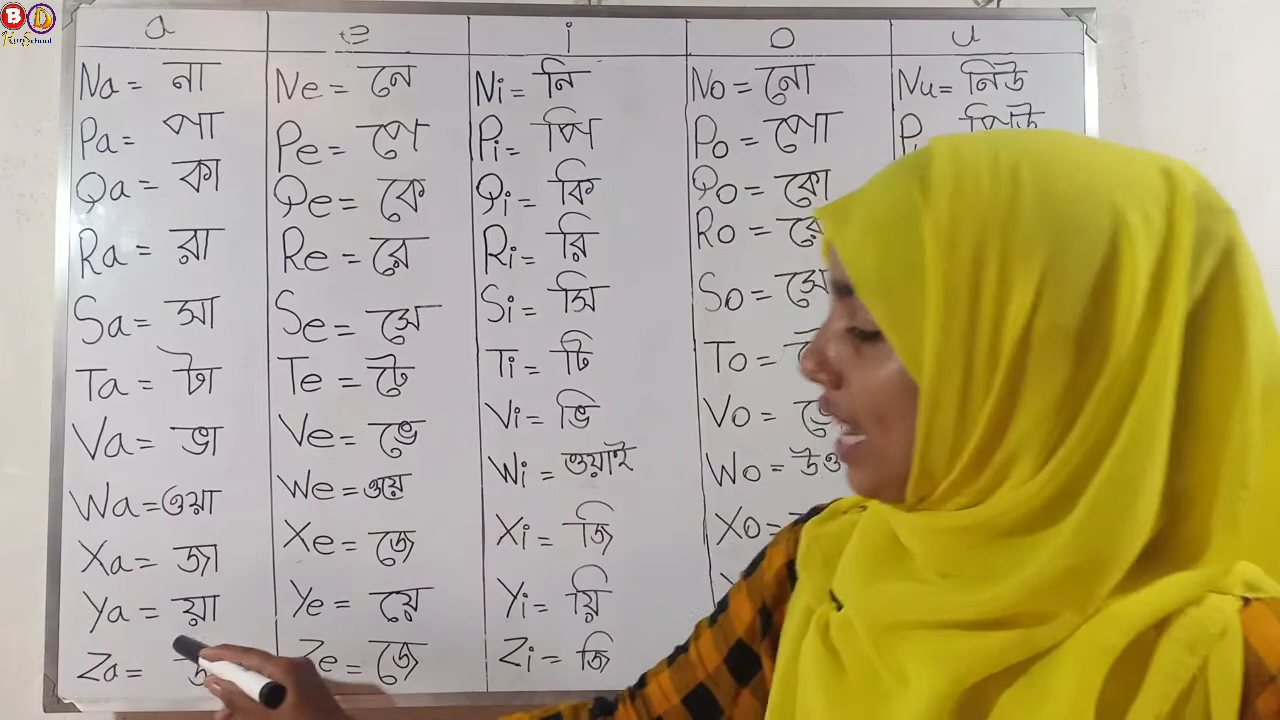 BD
School
a e i o u
Na = না Ne = নে Ni = নি No = নো Nu = নিউ
Pa = পা Pe = পে Pi = পি Po = পো P পিউ
Qa = কা Qe = কে Qi = কি Qo = কো
Ra = রা Re = রে Ri = রি Ro =
Sa = সা Se = সে Si = সি So =
Ta = টা Te = টে Ti = টি To =
Va = ভা Ve = ভে Vi = ভি Vo =
Wa = ওয়া We = ওয়ে Wi = ওয়াই Wo =
Xa = জা Xe = জে Xi = জি Xo =
Ya = য়া Ye = য়ে Yi = য়ি
Za = Ze = জে Zi = জি